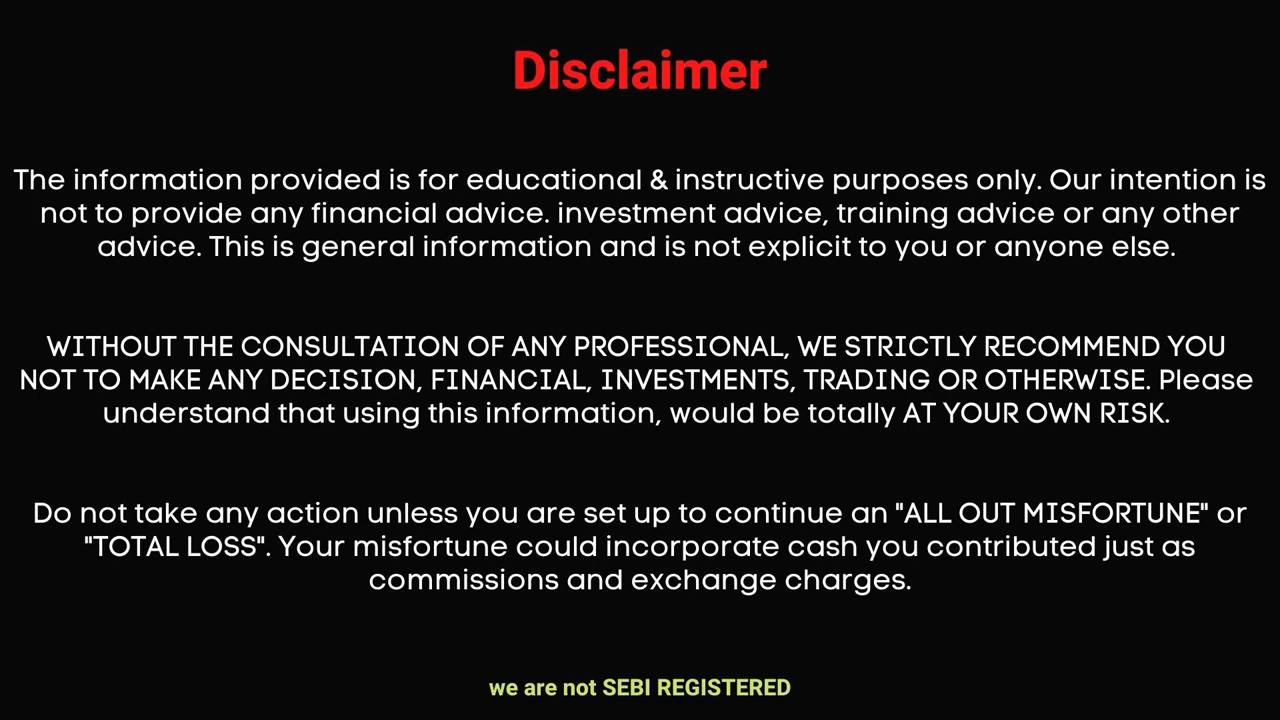 Disclaimer
The information provided is for educational & instructive purposes only. Our intention is
not to provide any financial advice. investment advice, training advice or any other
advice. This is general information and is not explicit to you or anyone else.
WITHOUT THE CONSULTATION OF ANY PROFESSIONAL, WE STRICTLY RECOMMEND YOU
NOT TO MAKE ANY DECISION, FINANCIAL, INVESTMENTS, TRADING OR OTHERWISE. Please
understand that using this information, would be totally AT YOUR OWN RISK.
Do not take any action unless you are set up to continue an "ALL OUT MISFORTUNE" or
"TOTAL LOSS". Your misfortune could incorporate cash you contributed just as
commissions and exchange charges.
we are not SEBI REGISTERED